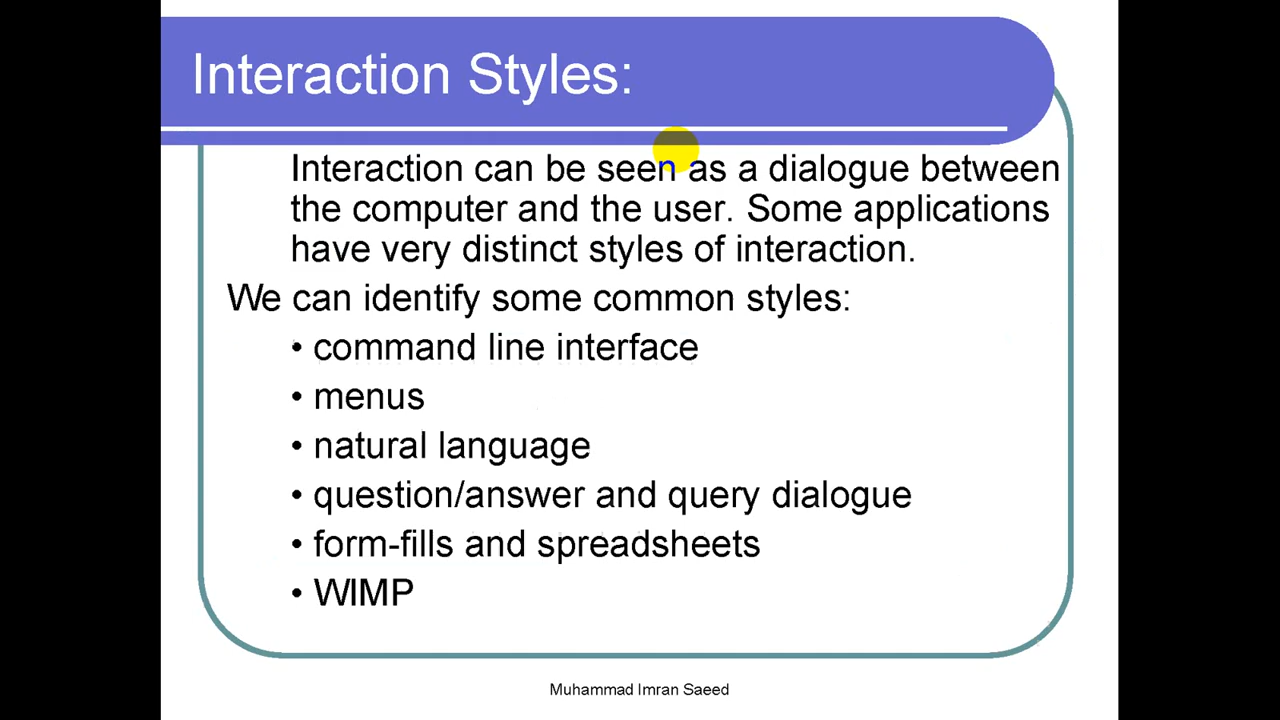 Interaction Styles:
Interaction can be seen as a dialogue between
the computer and the user. Some applications
have very distinct styles of interaction.
We can identify some common styles:
• command line interface
• menus
• natural language
• question/answer and query dialogue
• form-fills and spreadsheets
• WIMP
Muhammad Imran Saeed